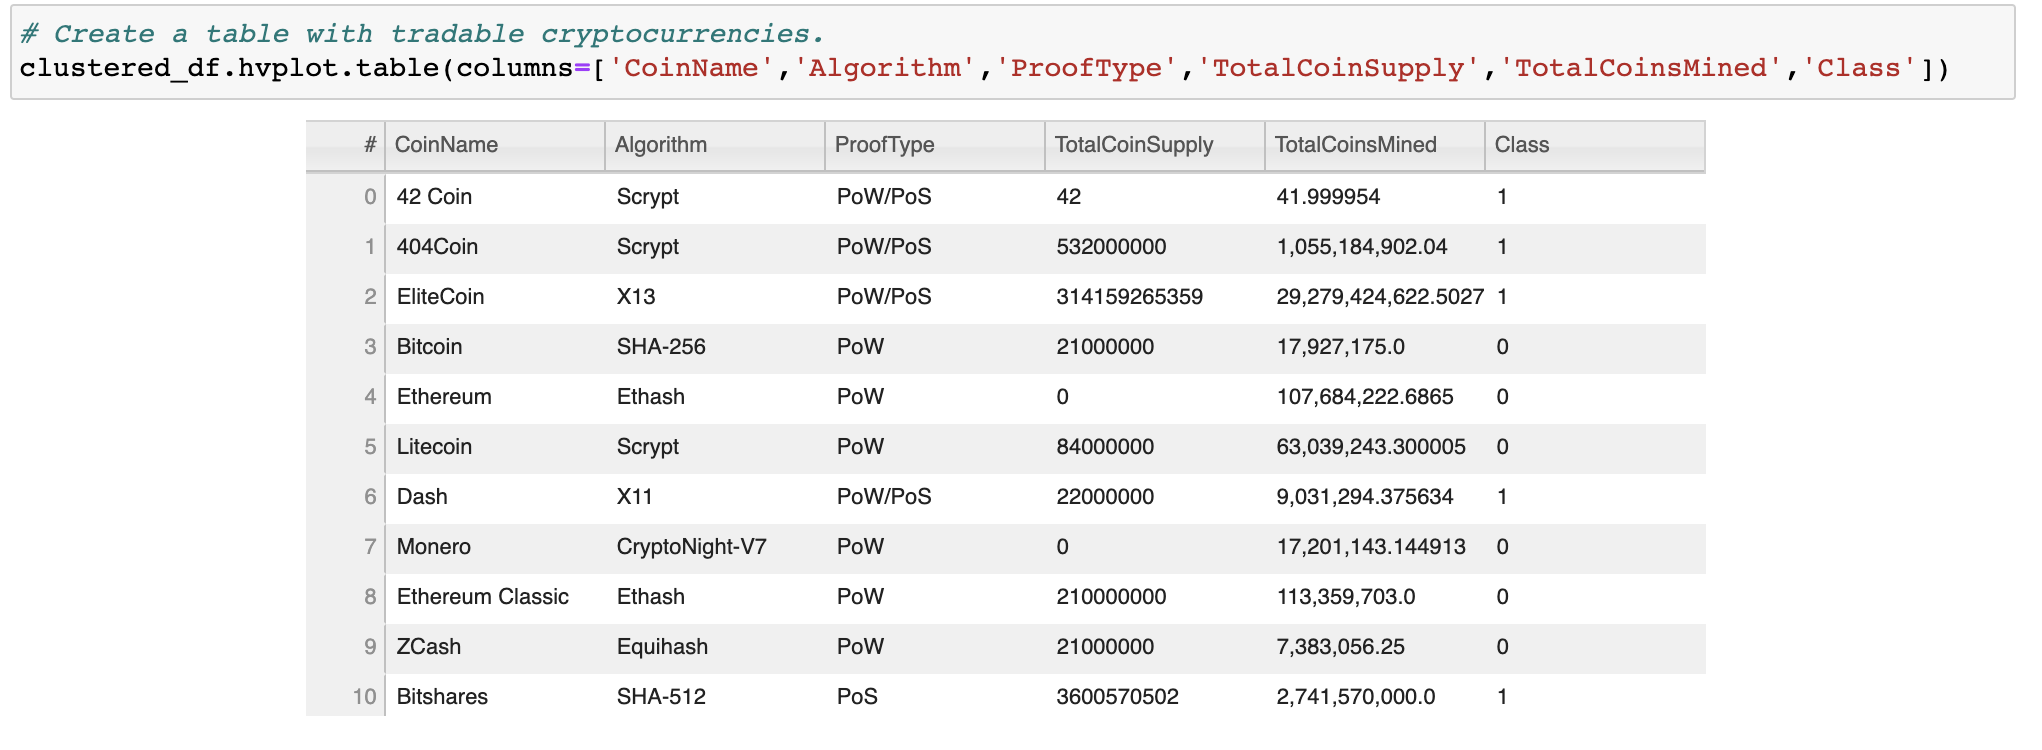 # Create a table with tradable cryptocurrencies.
clustered_df.hvplot.table(columns=['CoinName','Algorithm','ProofType','TotalCoinSupply','TotalCoinsMined','Class'])
# CoinName Algorithm ProofType TotalCoinSupply TotalCoinsMined Class
0 42 Coin Scrypt PoW/PoS 42 41.999954 1
1 404Coin Scrypt PoW/PoS 532000000 1,055,184,902.04 1
2 EliteCoin X13 PoW/PoS 314159265359 29,279,424,622.5027 1
3 Bitcoin SHA-256 PoW 21000000 17,927,175.0 0
4 Ethereum Ethash PoW 0 107,684,222.6865 0
5 Litecoin Scrypt PoW 84000000 63,039,243.300005 0
6 Dash X11 PoW/PoS 22000000 9,031,294.375634 1
7 Monero CryptoNight-V7 PoW 0 17,201,143.144913 0
8 Ethereum Classic Ethash PoW 210000000 113,359,703.0 0
9 ZCash Equihash PoW 21000000 7,383,056.25 0
10 Bitshares SHA-512 PoS 3600570502 2,741,570,000.0 1